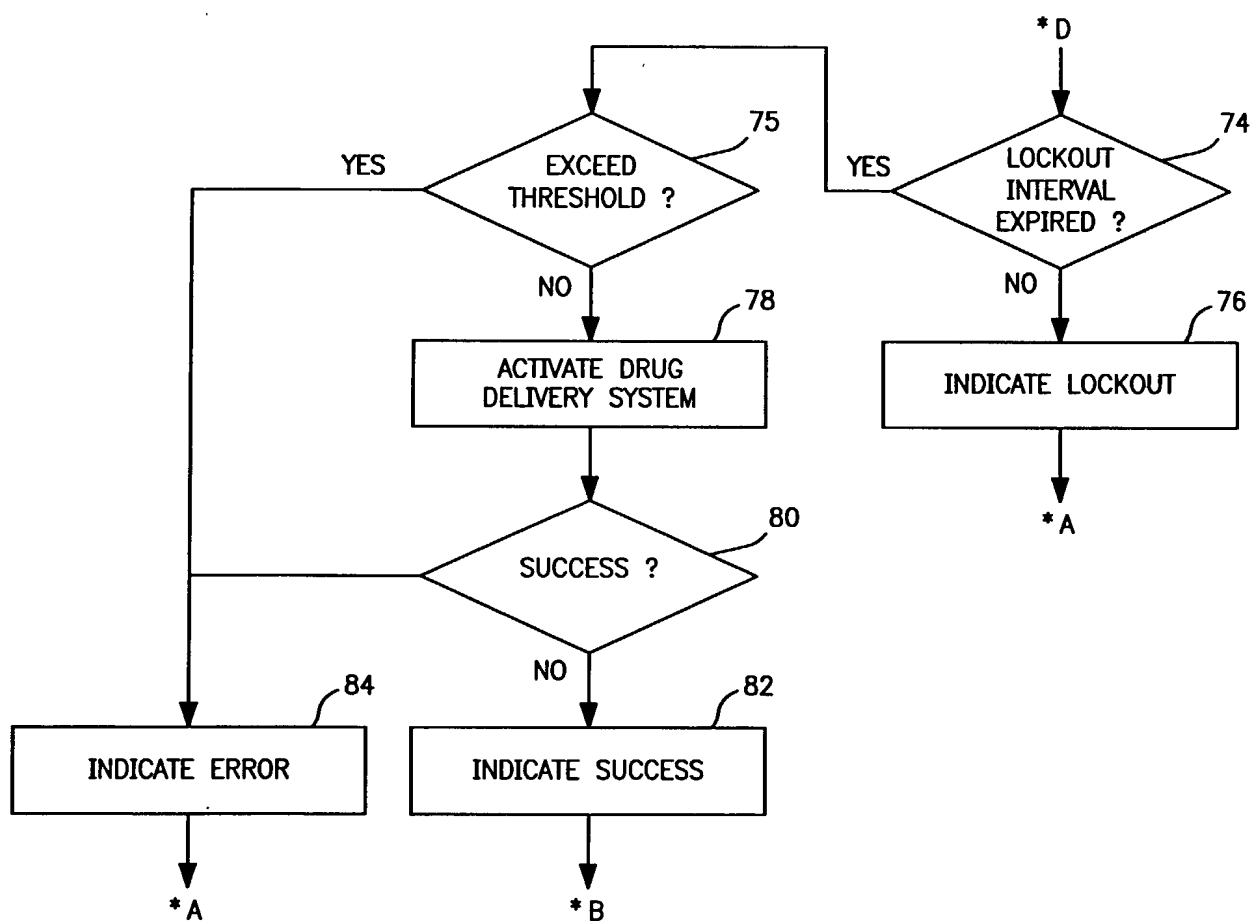 *D
74
LOCKOUT
INTERVAL
EXPIRED ?
YES
NO
75
EXCEED
THRESHOLD ?
YES
NO
76
INDICATE LOCKOUT
*A
78
ACTIVATE DRUG
DELIVERY SYSTEM
80
SUCCESS ?
NO
84
INDICATE ERROR
*A
82
INDICATE SUCCESS
*B